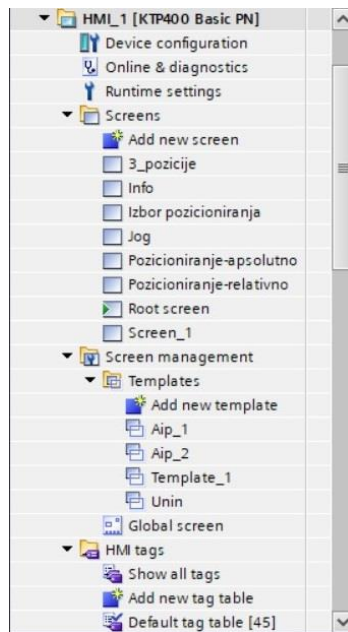 HMI_1 [KTP400 Basic PN]
Device configuration
Online & diagnostics
Runtime settings
Screens
Add new screen
3_pozicije
Info
Izbor pozicioniranja
Jog
Pozicioniranje-apsolutno
Pozicioniranje-relativno
Root screen
Screen_1
Screen management
Templates
Add new template
Aip_1
Aip_2
Template_1
Unin
Global screen
HMI tags
Show all tags
Add new tag table
Default tag table [45]